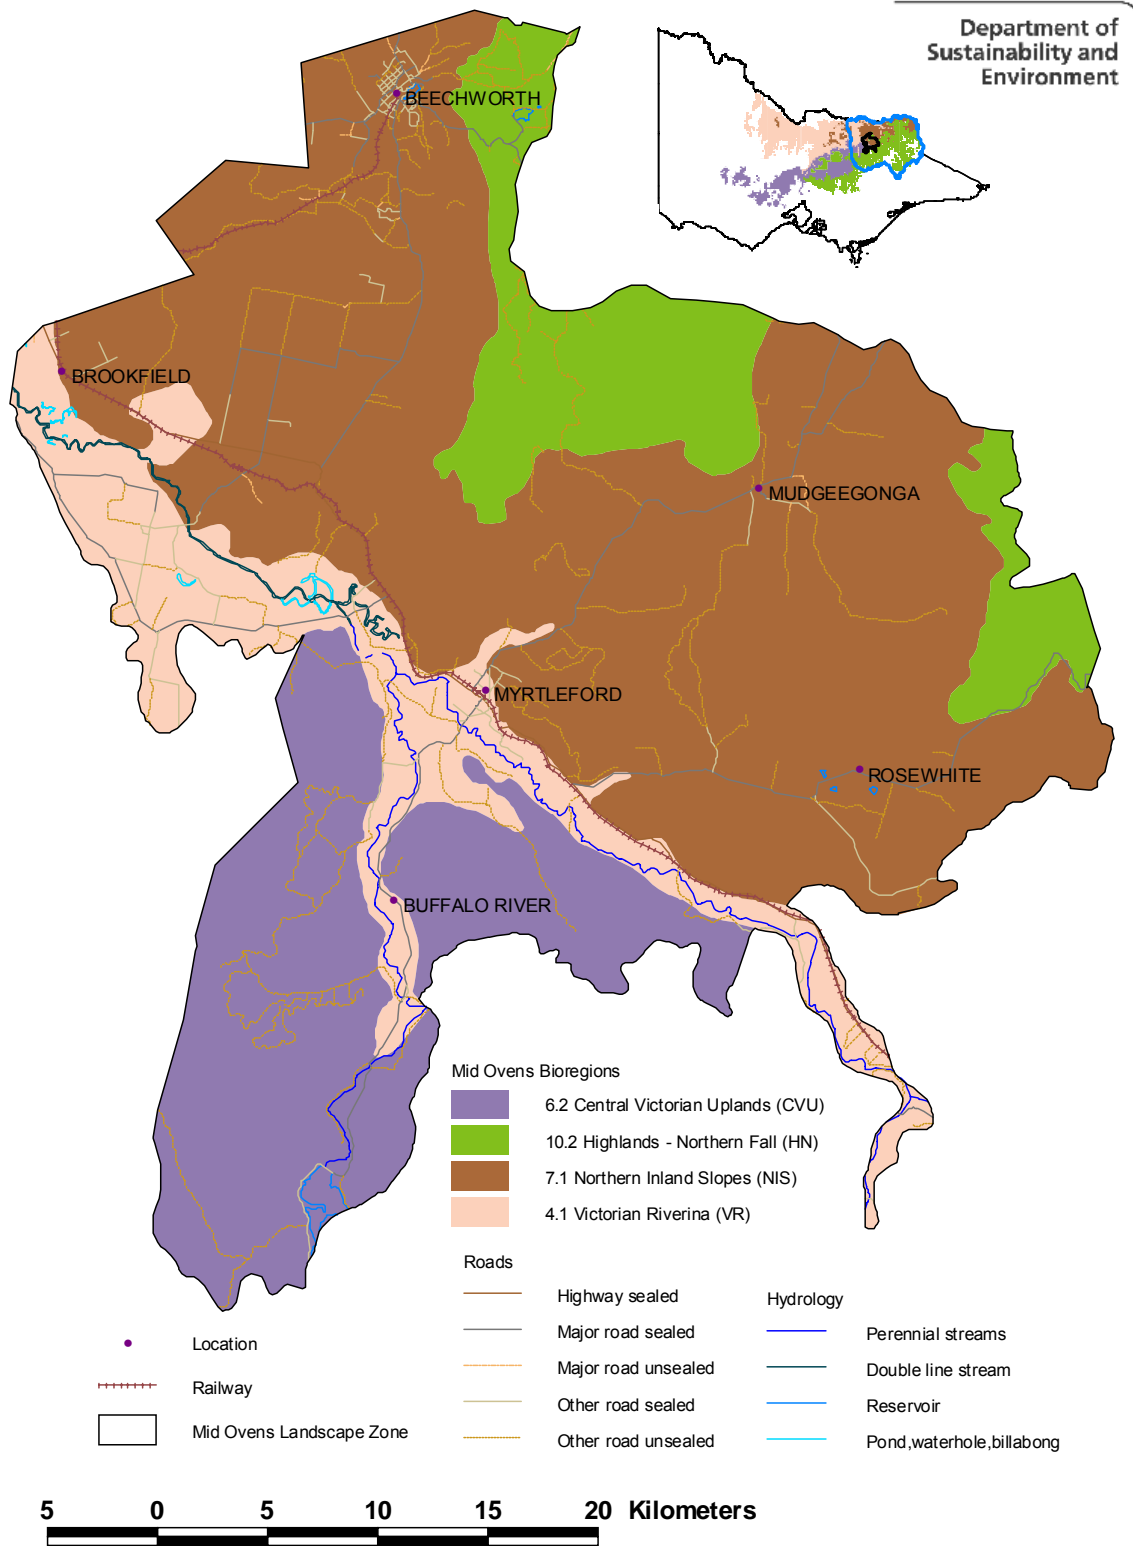 Department of
Sustainability and
Environment
BEECHWORTH
BROOKFIELD
MUDGEEGONGA
MYRTLEFORD
ROSEWHITE
BUFFALO RIVER
Mid Ovens Bioregions
6.2 Central Victorian Uplands (CVU)
10.2 Highlands - Northern Fall (HN)
7.1 Northern Inland Slopes (NIS)
4.1 Victorian Riverina (VR)
Roads
Highway sealed
Major road sealed
Major road unsealed
Other road sealed
Other road unsealed
Hydrology
Perennial streams
Double line stream
Reservoir
Pond,waterhole,billabong
Location
Railway
Mid Ovens Landscape Zone
5 0 5 10 15 20 Kilometers